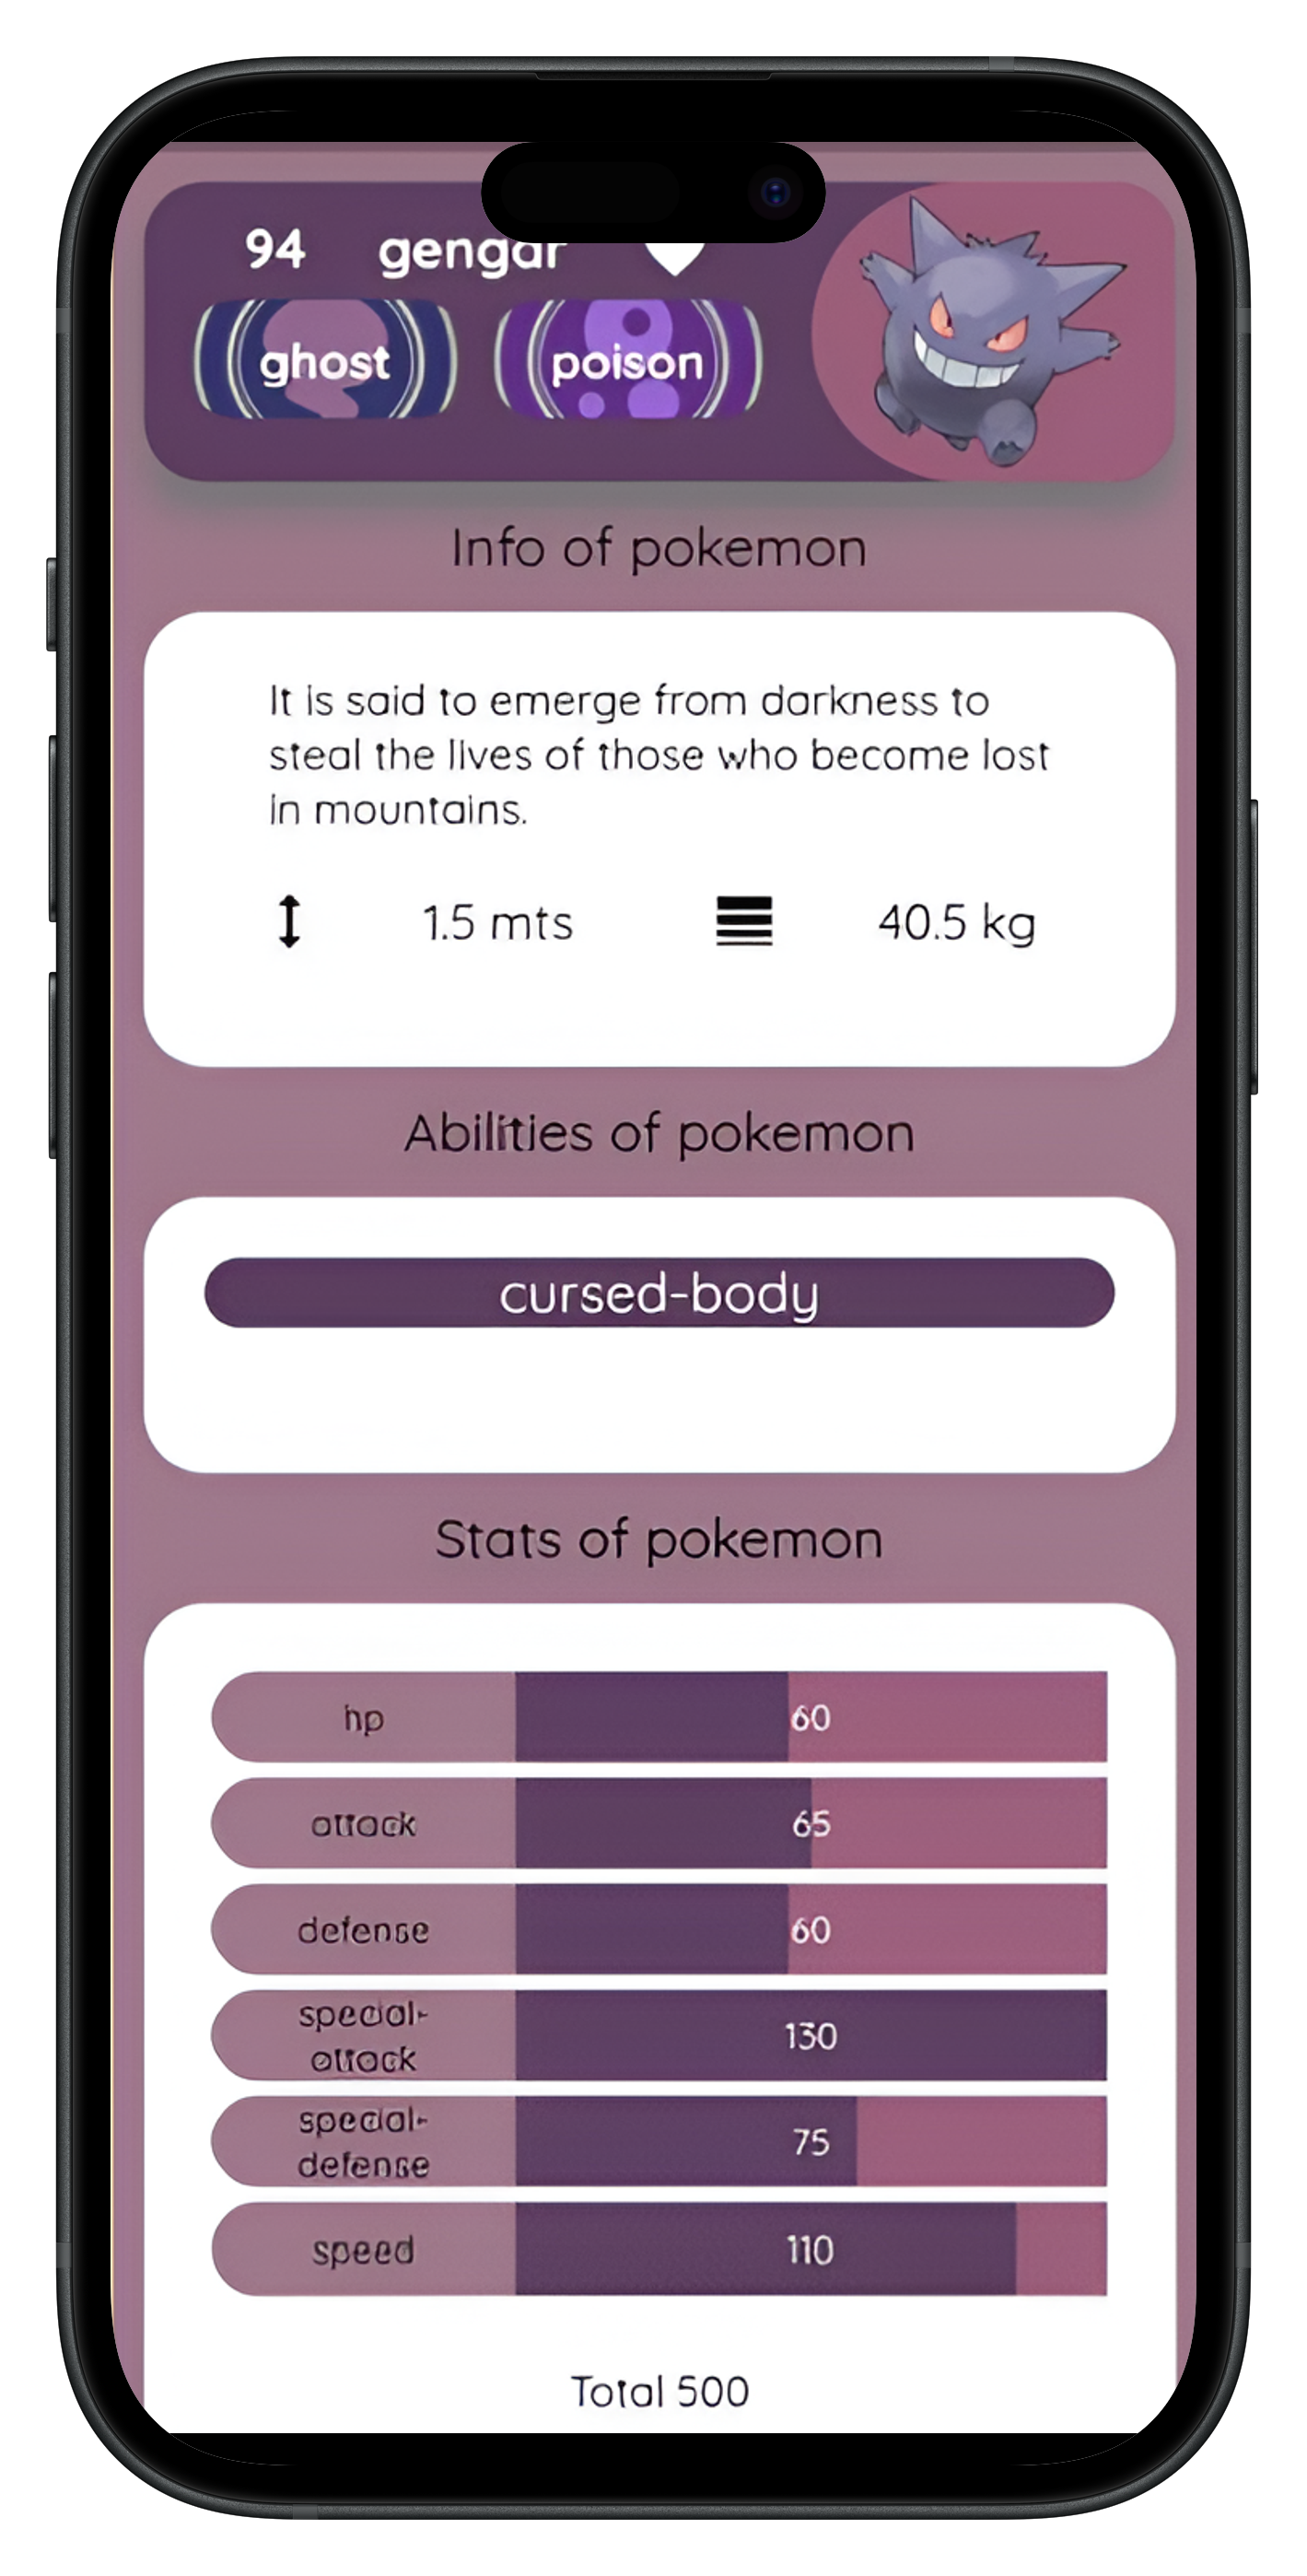 94 gengar
ghost poison
Info of pokemon
It is said to emerge from darkness to
steal the lives of those who become lost
in mountains.
1.5 mts 40.5 kg
Abilities of pokemon
cursed-body
Stats of pokemon
hp 60
attack 65
defense 60
special-
attack 130
special-
defense 75
speed 110
Total 500